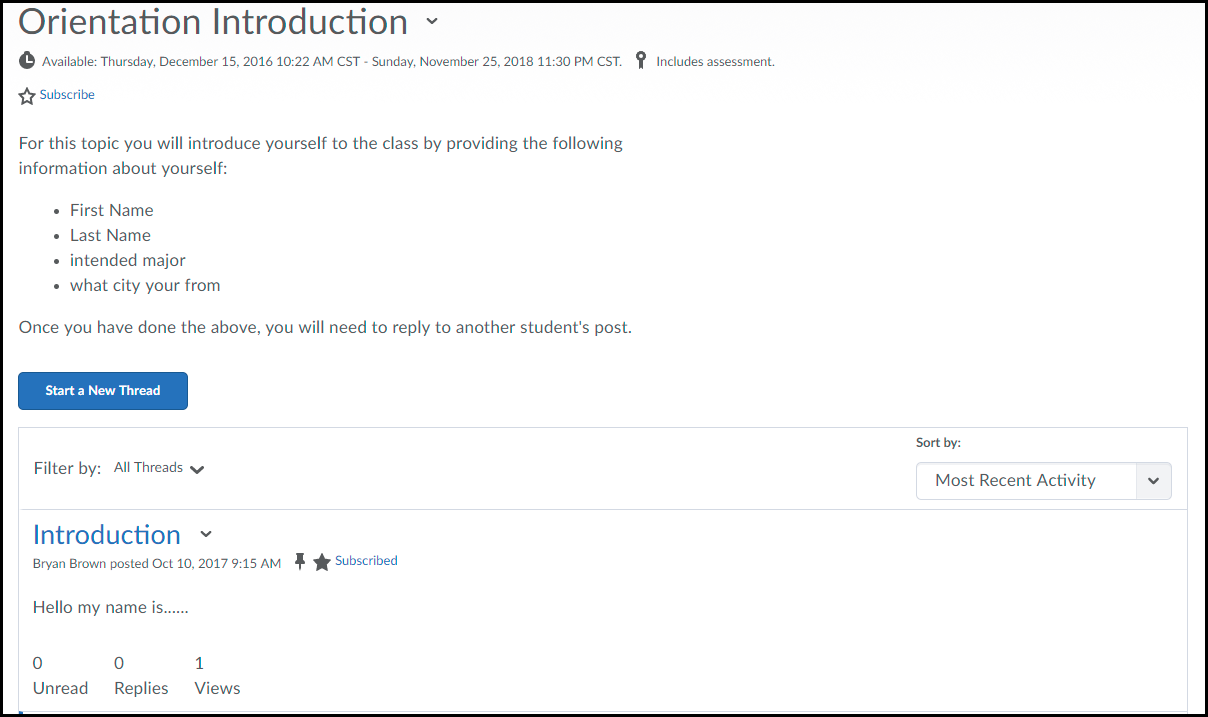 Orientation Introduction
Available: Thursday, December 15, 2016 10:22 AM CST - Sunday, November 25, 2018 11:30 PM CST. Includes assessment.
Subscribe
For this topic you will introduce yourself to the class by providing the following
information about yourself:
• First Name
• Last Name
• intended major
• what city your from
Once you have done the above, you will need to reply to another student's post.
Start a New Thread
Sort by:
Filter by: All Threads
Most Recent Activity
Introduction
Bryan Brown posted Oct 10, 2017 9:15 AM Subscribed
Hello my name is......
0 0 1
Unread Replies Views